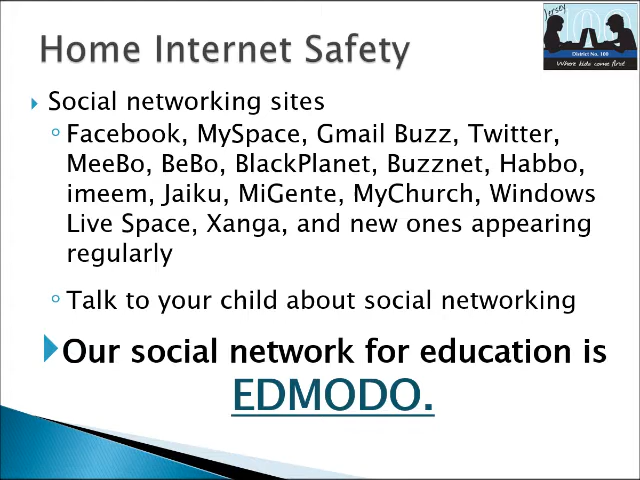 Jersey
District No. 100
Where kids come first
Home Internet Safety
Social networking sites
Facebook, MySpace, Gmail Buzz, Twitter,
MeeBo, BeBo, BlackPlanet, Buzznet, Habbo,
imeem, Jaiku, MiGente, MyChurch, Windows
Live Space, Xanga, and new ones appearing
regularly
Talk to your child about social networking
Our social network for education is
EDMODO.